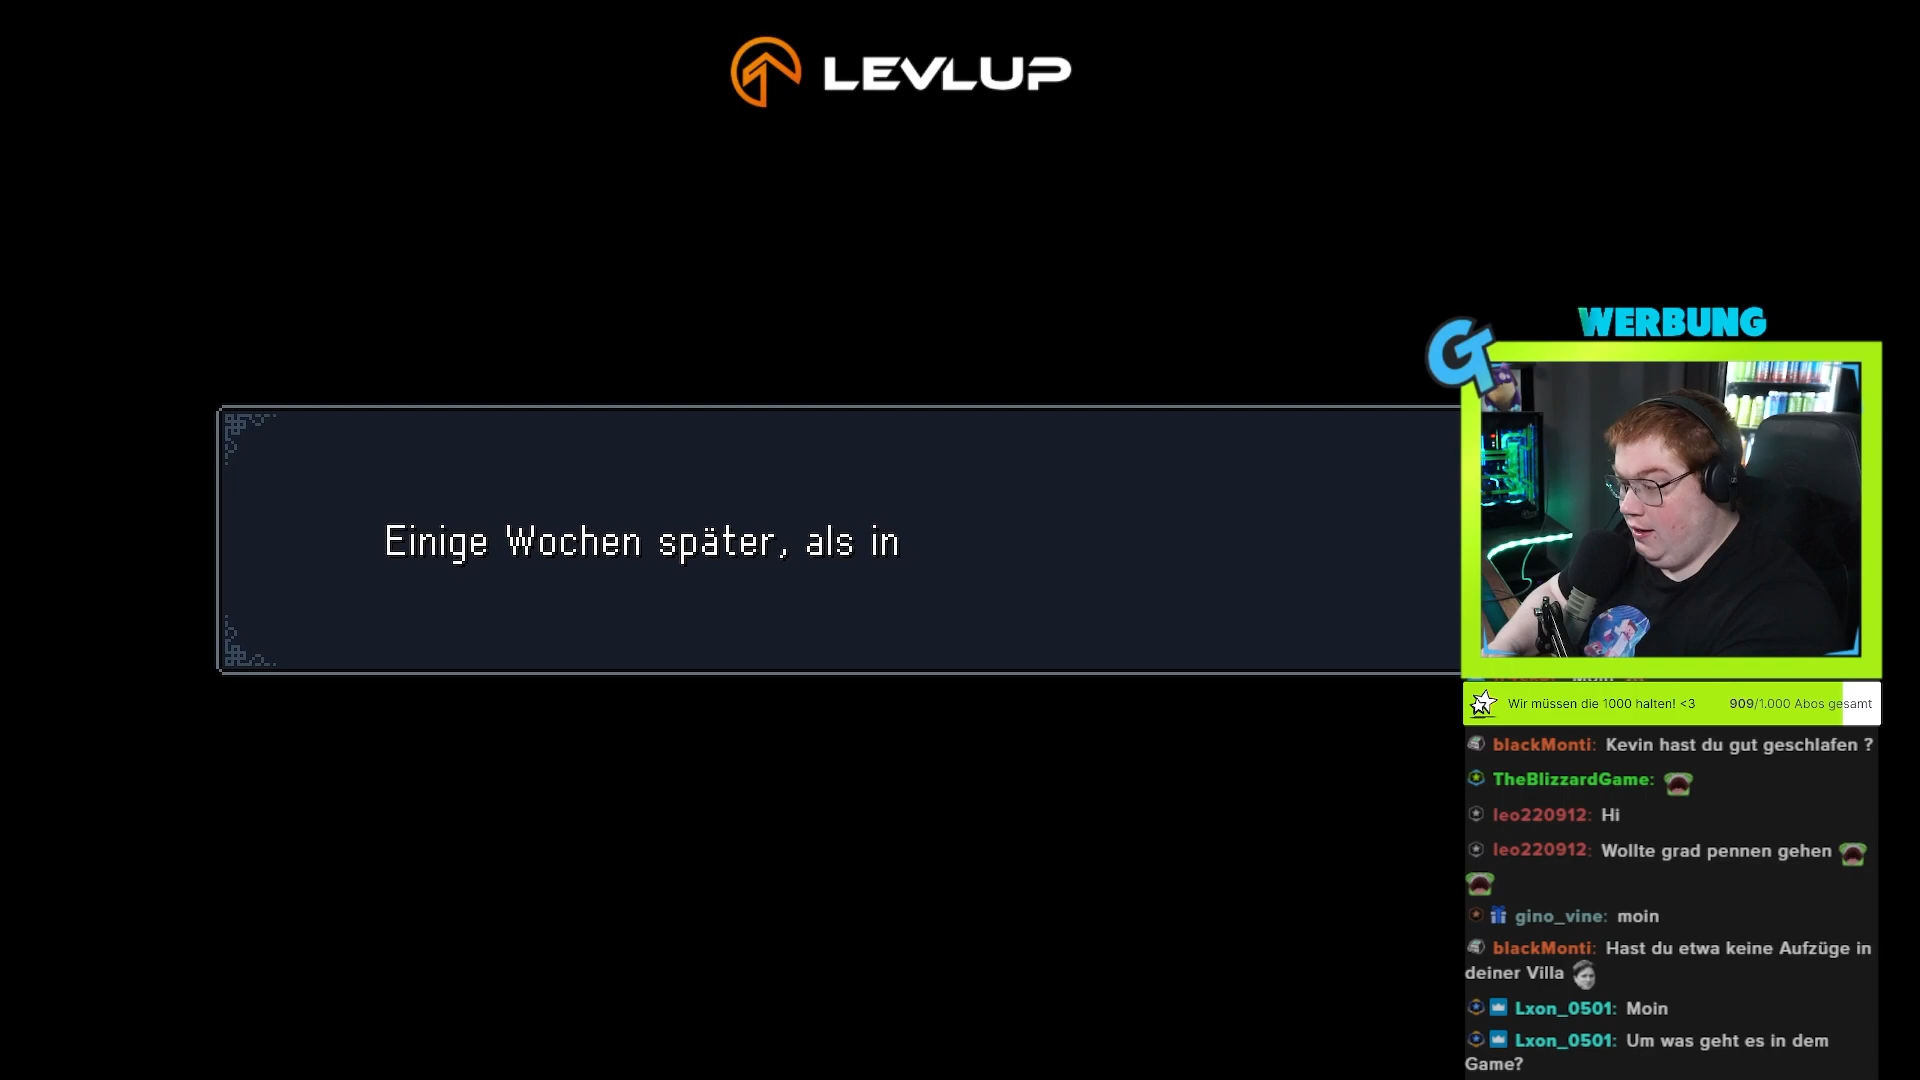 LEVLUP
WERBUNG
GT
Einige Wochen später, als in
Wir müssen die 1000 halten! <3 909/1.000 Abos gesamt
blackMonti: Kevin hast du gut geschlafen ?
TheBlizzardGame:
leo220912: Hi
leo220912: Wollte grad pennen gehen
gino_vine: moin
blackMonti: Hast du etwa keine Aufzüge in
deiner Villa
Lxon_0501: Moin
Lxon_0501: Um was geht es in dem
Game?